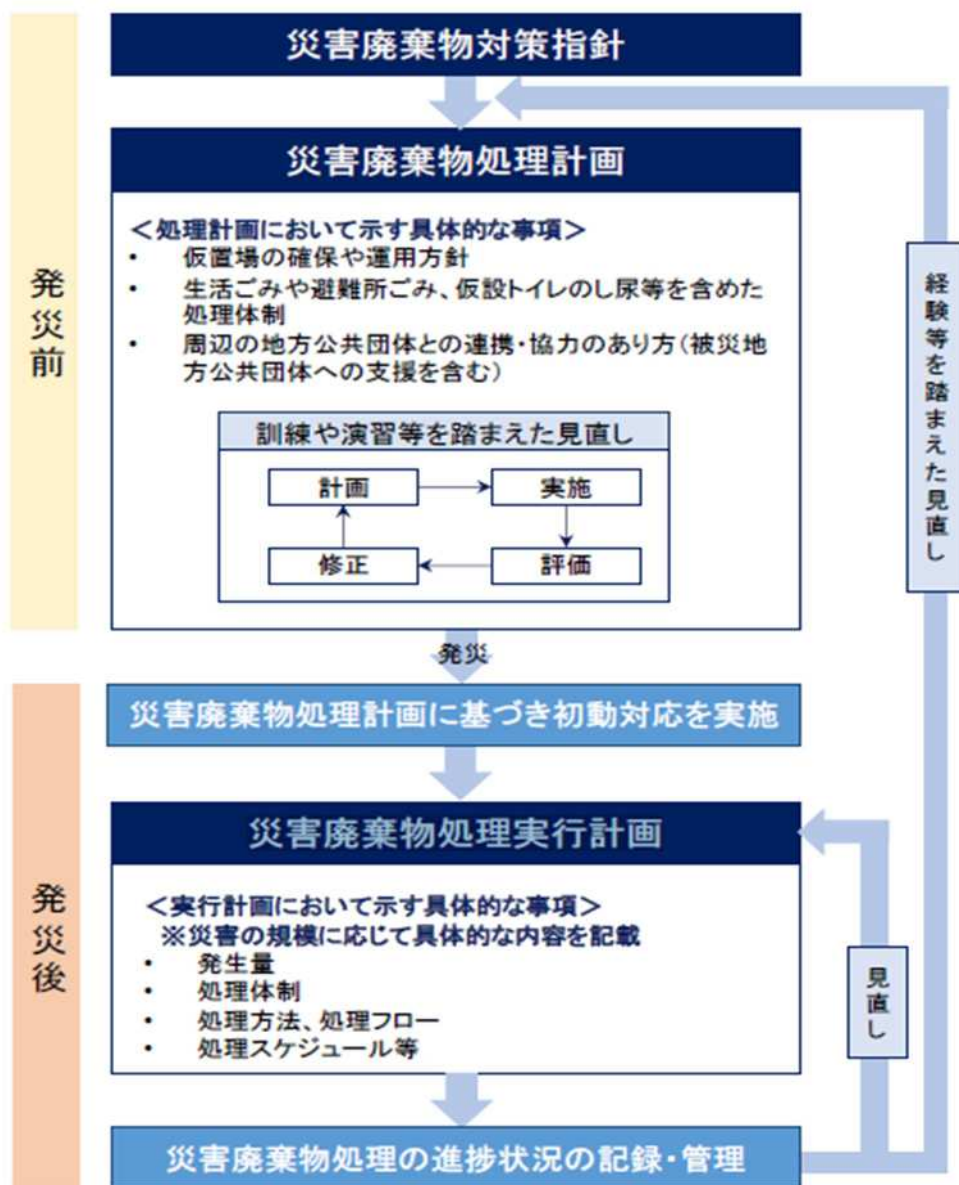 災害廃棄物対策指針
発災前
災害廃棄物処理計画
＜処理計画において示す具体的な事項＞
・ 仮置場の確保や運用方針
・ 生活ごみや避難所ごみ、仮設トイレのし尿等を含めた
処理体制
・ 周辺の地方公共団体との連携・協力のあり方(被災地
方公共団体への支援を含む)
訓練や演習等を踏まえた見直し
計画
実施
修正
評価
経験等を踏まえた見直し
発災
発災後
災害廃棄物処理計画に基づき初動対応を実施
災害廃棄物処理実行計画
＜実行計画において示す具体的な事項＞
※災害の規模に応じて具体的な内容を記載
・ 発生量
・ 処理体制
・ 処理方法、処理フロー
・ 処理スケジュール等
見直し
災害廃棄物処理の進捗状況の記録・管理